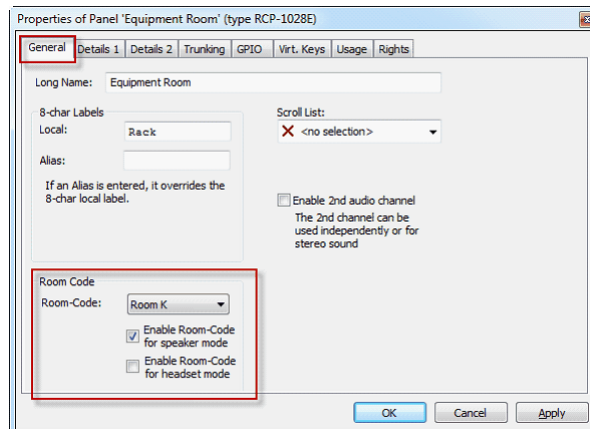 Properties of Panel 'Equipment Room' (type RCP-1028E)
General Details 1 Details 2 Trunking GPIO Virt. Keys Usage Rights
Long Name: Equipment Room
8-char Labels
Local: Rack
Alias:
If an Alias is entered, it overrides the
8-char local label.
Scroll List:
<no selection>
Enable 2nd audio channel
The 2nd channel can be
used independently or for
stereo sound
Room Code
Room-Code: Room K
Enable Room-Code
for speaker mode
Enable Room-Code
for headset mode
OK Cancel Apply